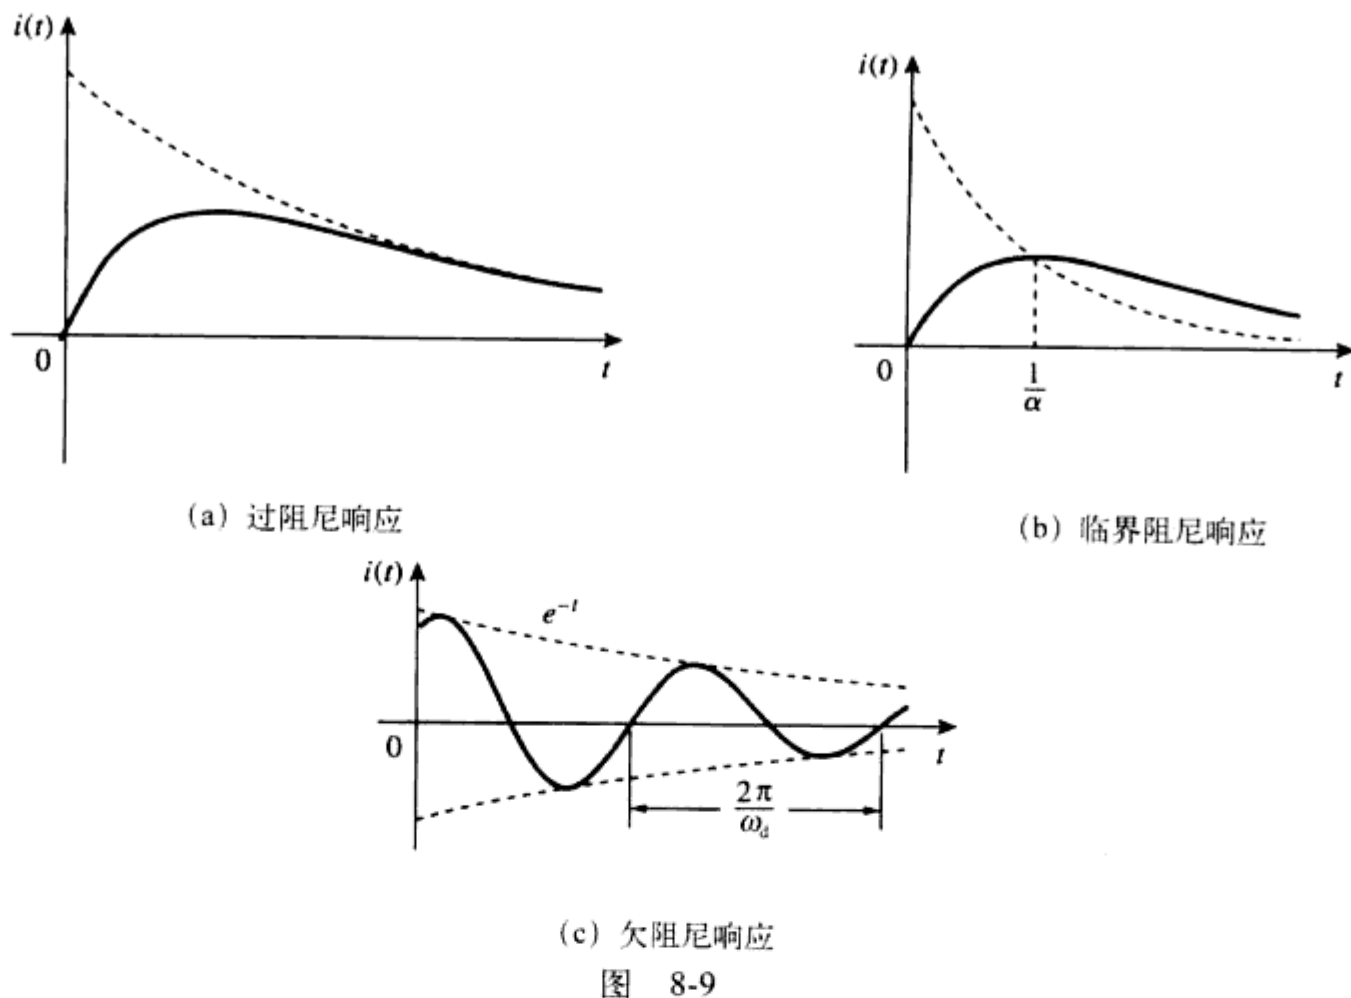 i(t)
0
t
(a) 过阻尼响应
i(t)
0
1/α
t
(b) 临界阻尼响应
i(t)
e⁻ᵗ
0
t
2π/ω_d
(c) 欠阻尼响应
图 8-9